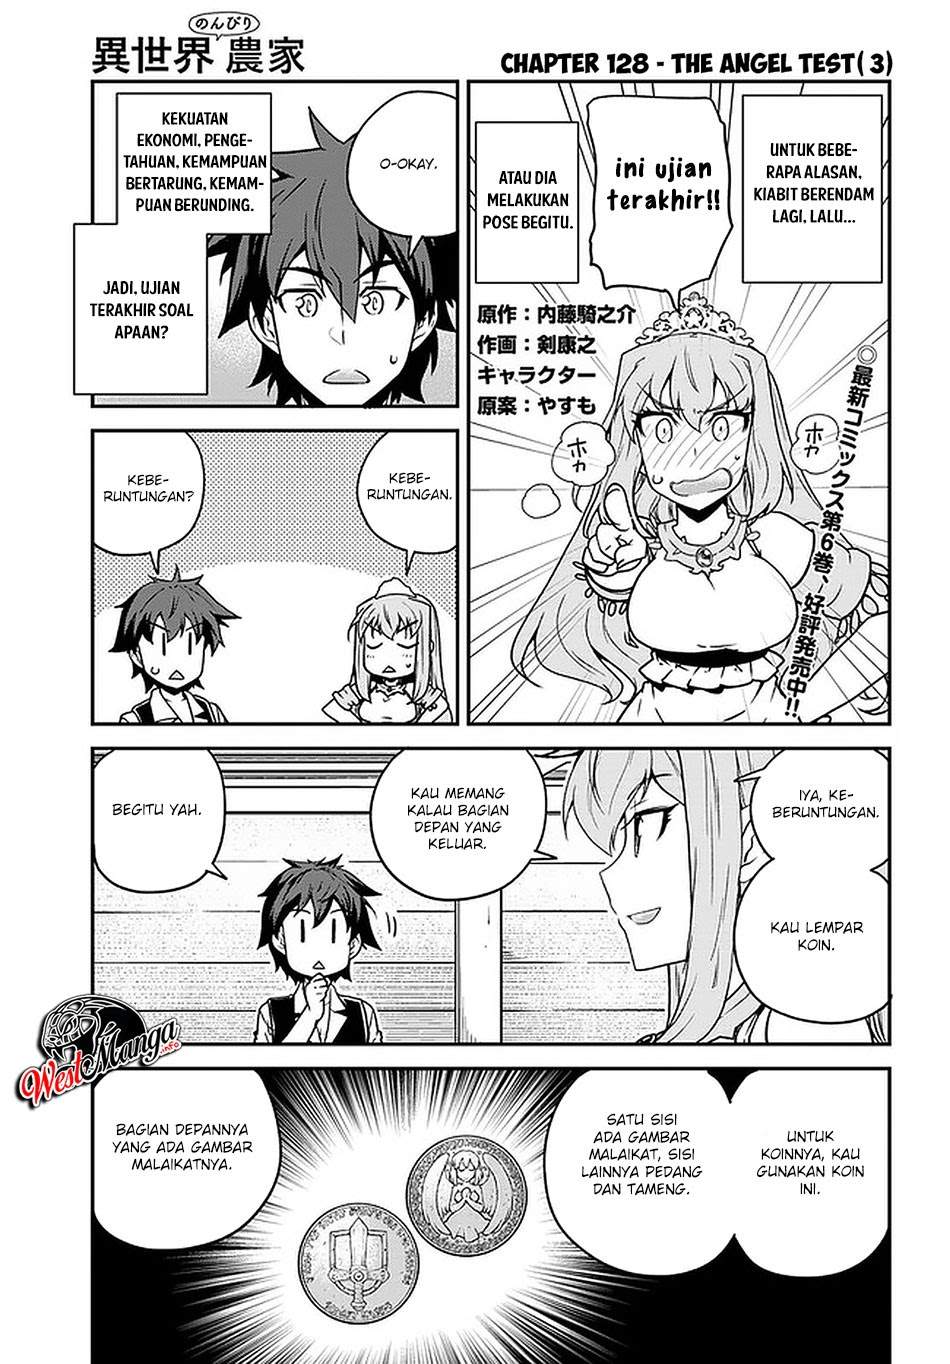 のんびり
異世界 農家
CHAPTER 128 - THE ANGEL TEST( 3)
UNTUK BEBE-
RAPA ALASAN,
KIABIT BERENDAM
LAGI, LALU...
ini ujian
terakhir!!
ATAU DIA
MELAKUKAN
POSE BEGITU.
原作：内藤騎之介
作画：剣康之
キャラクター
原案：やすも
◎最新コミックス第6巻、好評発売中!!
ホカ
ホカ
O-OKAY.
KEKUATAN
EKONOMI, PENGE-
TAHUAN, KEMAMPUAN
BERTARUNG, KEMAM-
PUAN BERUNDING.
JADI, UJIAN
TERAKHIR SOAL
APAAN?
KEBE-
RUNTUNGAN.
KEBE-
RUNTUNGAN?
IYA, KE-
BERUNTUNGAN.
KAU LEMPAR
KOIN.
KAU MEMANG
KALAU BAGIAN
DEPAN YANG
KELUAR.
BEGITU YAH.
UNTUK
KOINNYA, KAU
GUNAKAN KOIN
INI.
SATU SISI
ADA GAMBAR
MALAIKAT, SISI
LAINNYA PEDANG
DAN TAMENG.
BAGIAN DEPANNYA
YANG ADA GAMBAR
MALAIKATNYA.
WestManga
.info